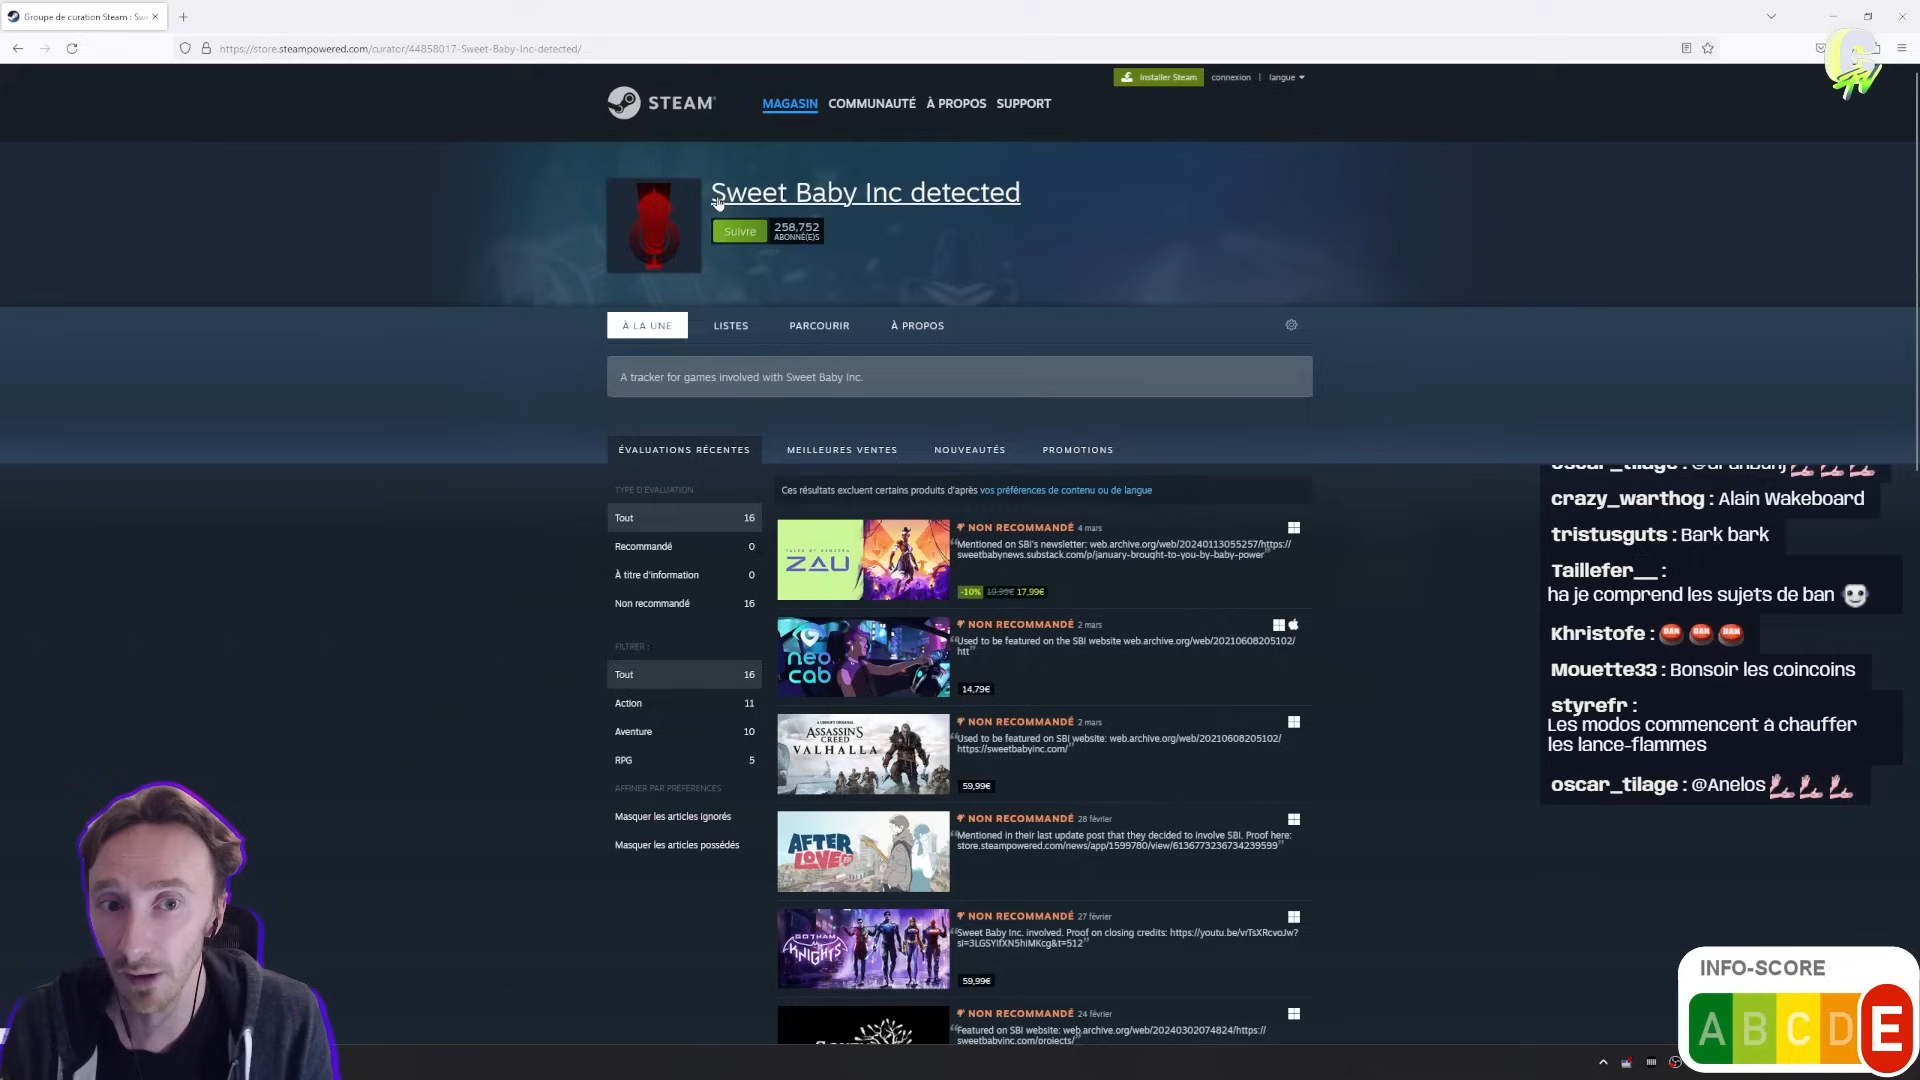 Groupe de curation Steam : Sw
https://store.steampowered.com/curator/44858017-Sweet-Baby-Inc-detected/
Installer Steam
connexion | langue
STEAM
MAGASIN COMMUNAUTÉ À PROPOS SUPPORT
Sweet Baby Inc detected
Suivre
258,752
ABONNÉ(E)S
À LA UNE
LISTES
PARCOURIR
À PROPOS
A tracker for games involved with Sweet Baby Inc.
ÉVALUATIONS RÉCENTES
MEILLEURES VENTES
NOUVEAUTÉS
PROMOTIONS
TYPE D'ÉVALUATION
Tout 16
Recommandé 0
À titre d'information 0
Non recommandé 16
FILTRER :
Tout 16
Action 11
Aventure 10
RPG 5
AFFINER PAR PRÉFÉRENCES
Masquer les articles ignorés
Masquer les articles possédés
Ces résultats excluent certains produits d'après vos préférences de contenu ou de langue
TALES OF KENZERA
ZAU
NON RECOMMANDÉ 4 mars
"Mentioned on SBI's newsletter: web.archive.org/web/20240113055257/https://
sweetbabynews.substack.com/p/january-brought-to-you-by-baby-power"
-10% 19,99€ 17,99€
neo
cab
NON RECOMMANDÉ 2 mars
"Used to be featured on the SBI website web.archive.org/web/20210608205102/
htt"
14,79€
ASSASSIN'S
CREED
VALHALLA
NON RECOMMANDÉ 2 mars
"Used to be featured on SBI website: web.archive.org/web/20210608205102/
https://sweetbabyinc.com/"
59,99€
AFTER
LOVE
NON RECOMMANDÉ 28 février
"Mentioned in their last update post that they decided to involve SBI. Proof here:
store.steampowered.com/news/app/1599780/view/6136773236734239599"
GOTHAM
KNIGHTS
NON RECOMMANDÉ 27 février
"Sweet Baby Inc. involved. Proof on closing credits: https://youtu.be/vrTsXRcvoJw?
si=3LGSYIfXN5hiMKcg&t=512"
59,99€
NON RECOMMANDÉ 24 février
"Featured on SBI website: web.archive.org/web/20240302074824/https://
sweetbabyinc.com/projects/"
oscar_tilage :
crazy_warthog : Alain Wakeboard
tristusguts : Bark bark
Taillefer__ :
ha je comprend les sujets de ban
Khristofe : BAN BAN BAN
Mouette33 : Bonsoir les coincoins
styrefr :
Les modos commencent à chauffer
les lance-flammes
oscar_tilage : @Anelos
INFO-SCORE
A B C D E